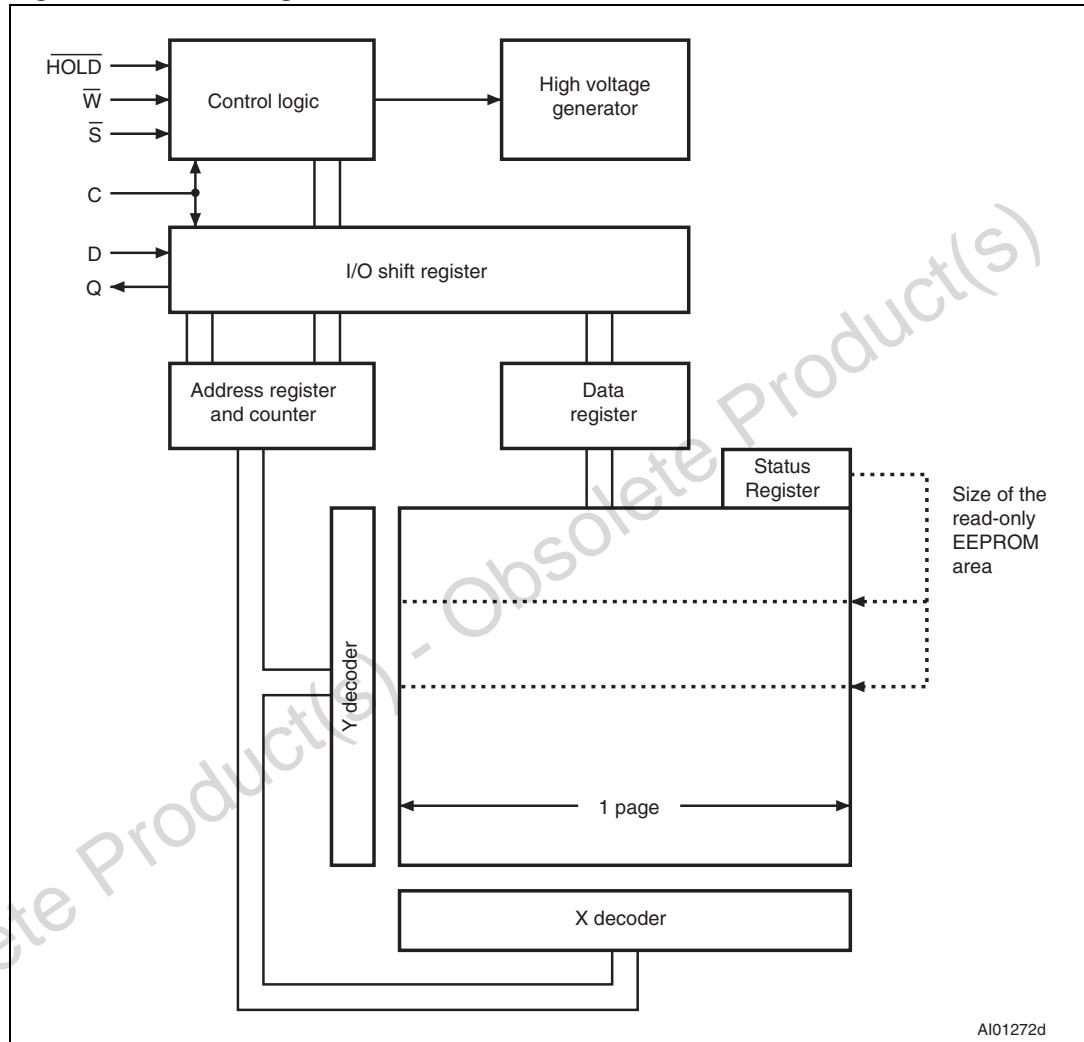 HOLD
W
S
C
D
Q
Control logic
High voltage
generator
I/O shift register
Address register
and counter
Data
register
Status
Register
Size of the
read-only
EEPROM
area
Y decoder
1 page
X decoder
AI01272d
ete Product(s) - Obsolete Product(s)